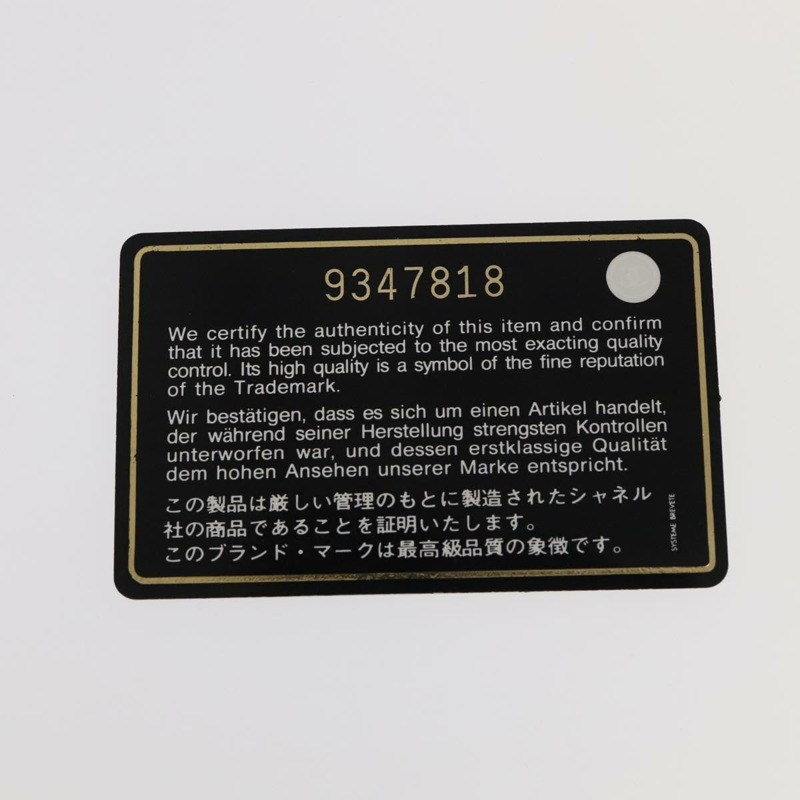 9347818
We certify the authenticity of this item and confirm
that it has been subjected to the most exacting quality
control. Its high quality is a symbol of the fine reputation
of the Trademark.
Wir bestätigen, dass es sich um einen Artikel handelt,
der während seiner Herstellung strengsten Kontrollen
unterworfen war, und dessen erstklassige Qualität
dem hohen Ansehen unserer Marke entspricht.
この製品は厳しい管理のもとに製造されたシャネル
社の商品であることを証明いたします。
このブランド・マークは最高級品質の象徴です。
SYSTEME BREVETE